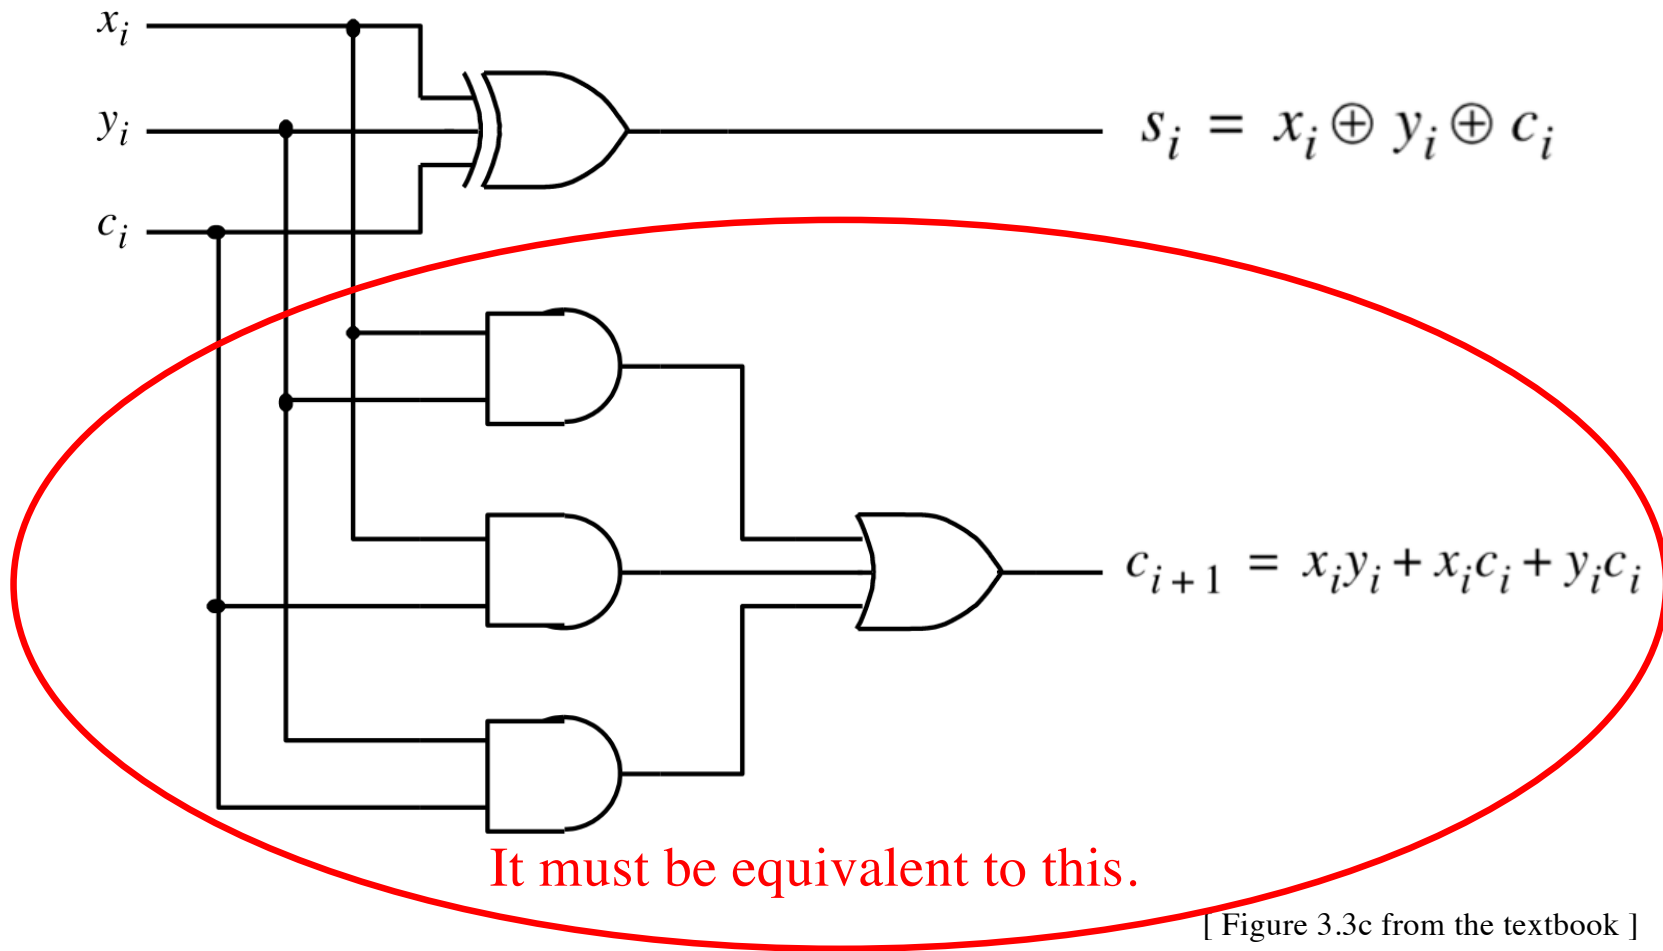 xᵢ
yᵢ
sᵢ = xᵢ ⊕ yᵢ ⊕ cᵢ
cᵢ
cᵢ₊₁ = xᵢyᵢ + xᵢcᵢ + yᵢcᵢ
It must be equivalent to this.
[ Figure 3.3c from the textbook ]